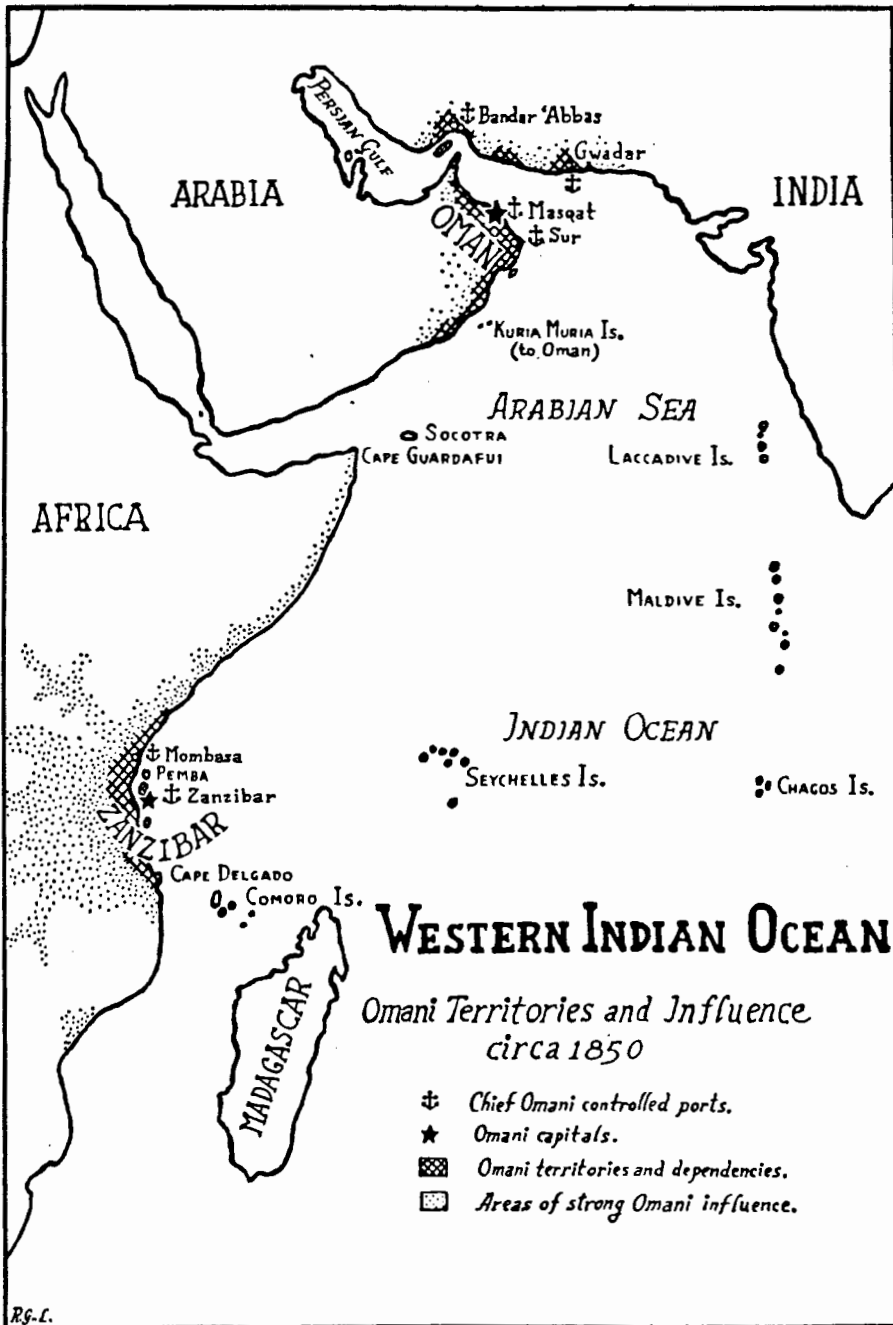 PERSIAN GULF
Bandar 'Abbas
Gwadar
ARABIA
INDIA
Masqat
OMAN
Sur
KURIA MURIA Is.
(to Oman)
ARABIAN SEA
SOCOTRA
CAPE GUARDAFUI
LACCADIVE Is.
AFRICA
MALDIVE Is.
INDIAN OCEAN
Mombasa
PEMBA
SEYCHELLES Is.
CHAGOS Is.
Zanzibar
ZANZIBAR
CAPE DELGADO
COMORO Is.
WESTERN INDIAN OCEAN
MADAGASCAR
Omani Territories and Influence
circa 1850
Chief Omani controlled ports.
Omani capitals.
Omani territories and dependencies.
Areas of strong Omani influence.
R.G-L.